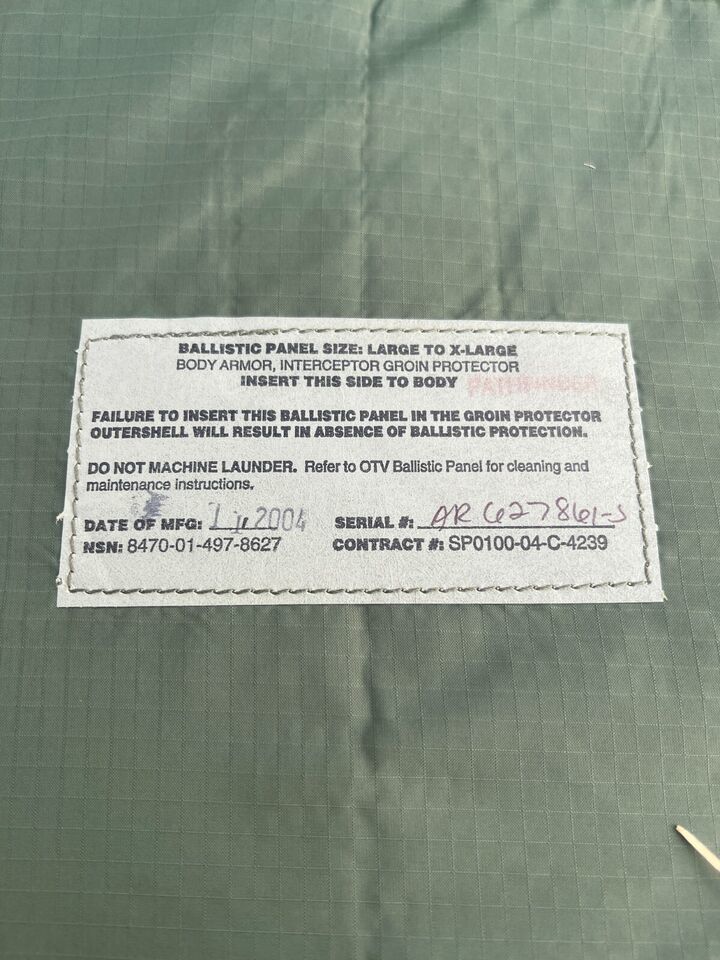 BALLISTIC PANEL SIZE: LARGE TO X-LARGE
BODY ARMOR, INTERCEPTOR GROIN PROTECTOR
INSERT THIS SIDE TO BODY PATHFINDER
FAILURE TO INSERT THIS BALLISTIC PANEL IN THE GROIN PROTECTOR
OUTERSHELL WILL RESULT IN ABSENCE OF BALLISTIC PROTECTION.
DO NOT MACHINE LAUNDER. Refer to OTV Ballistic Panel for cleaning and
maintenance instructions.
DATE OF MFG: 2004 SERIAL #: AR 627861-S
NSN: 8470-01-497-8627 CONTRACT #: SP0100-04-C-4239